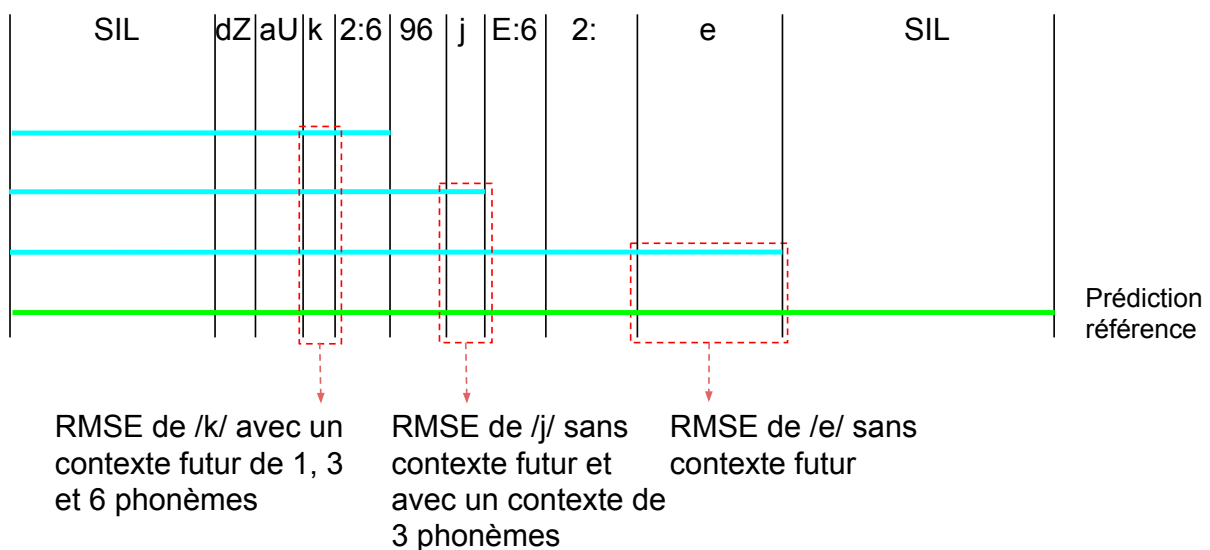 SIL dZ aU k 2:6 96 j E:6 2: e SIL
Prédiction
référence
RMSE de /k/ avec un
contexte futur de 1, 3
et 6 phonèmes
RMSE de /j/ sans
contexte futur et
avec un contexte de
3 phonèmes
RMSE de /e/ sans
contexte futur